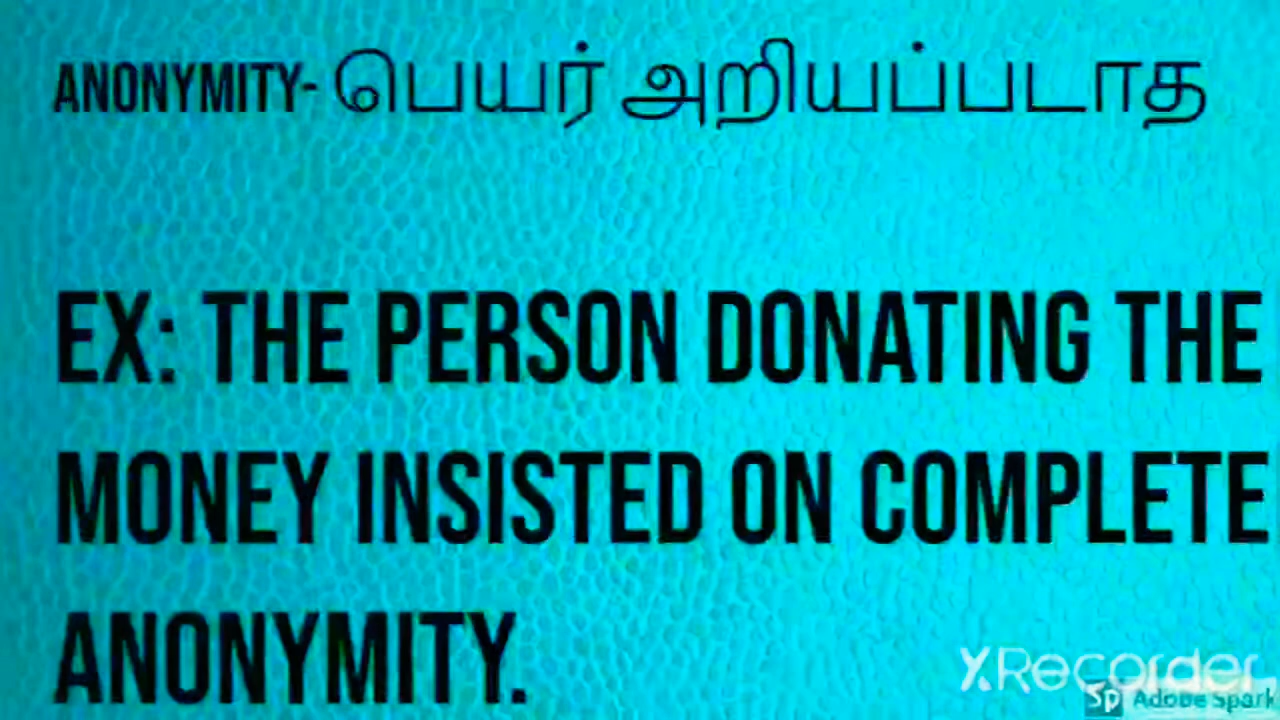 ANONYMITY- பெயர் அறியப்படாத
EX: THE PERSON DONATING THE
MONEY INSISTED ON COMPLETE
ANONYMITY.
XRecorder
Sp Adobe Spark